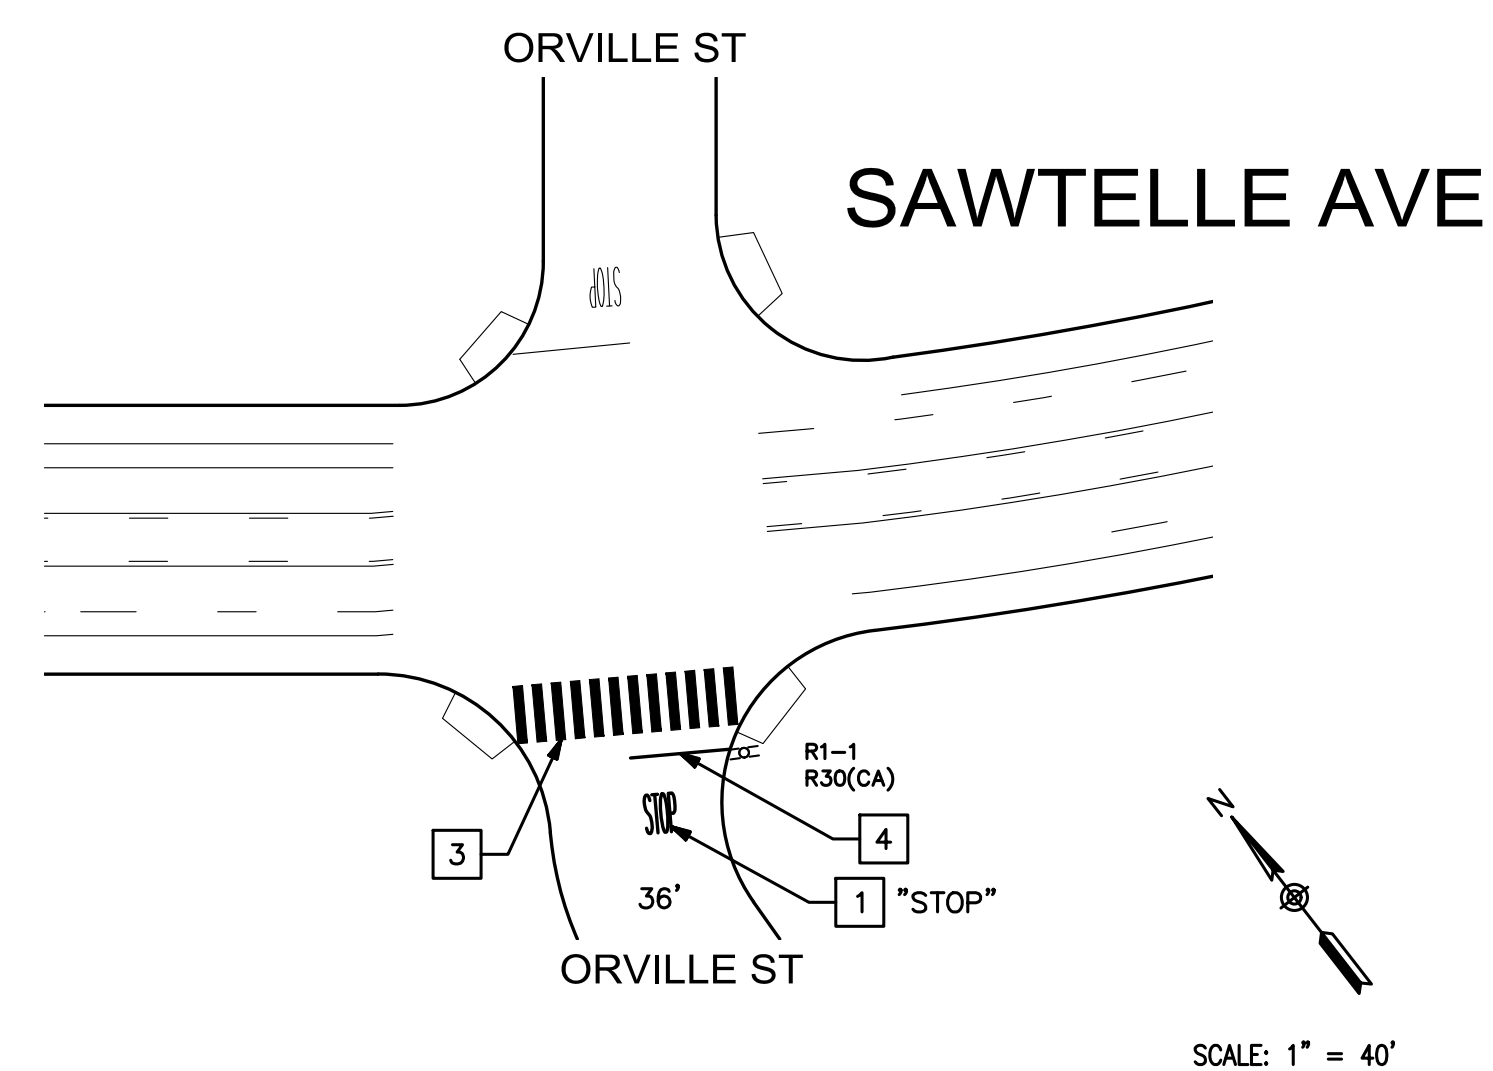 ORVILLE ST
SAWTELLE AVE
STOP
R1-1
R30(CA)
STOP
4
3
1 "STOP"
36'
N
ORVILLE ST
SCALE: 1" = 40'